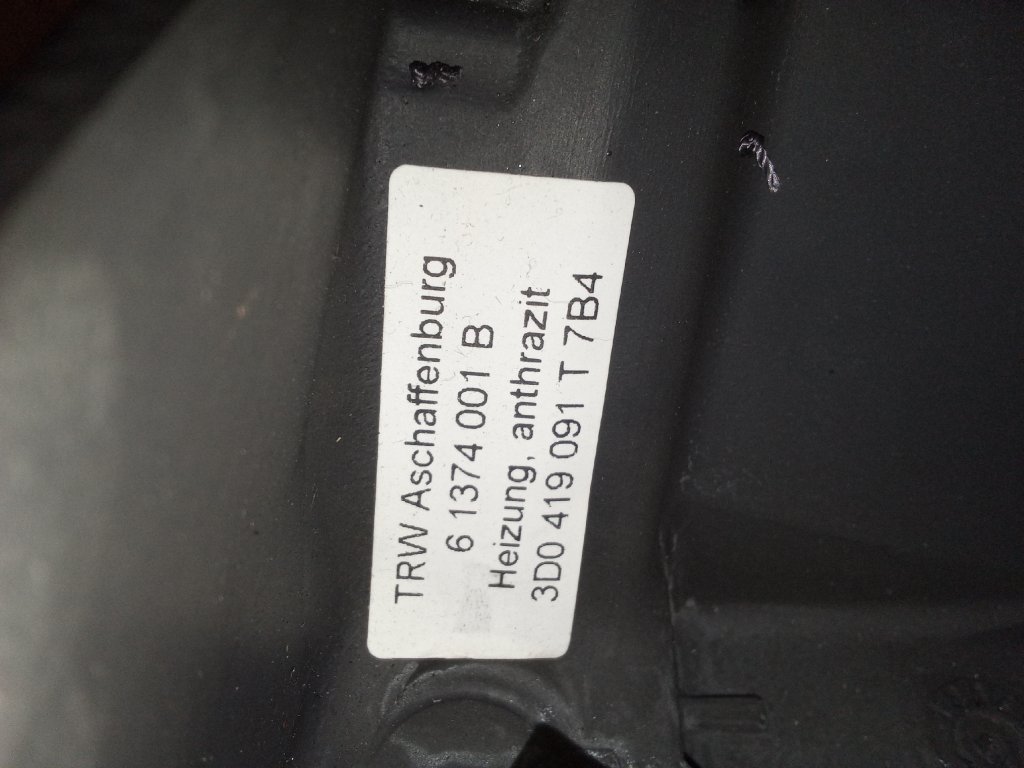 TRW Aschaffenburg
6 1374 001 B
Heizung, anthrazit
3D0 419 091 T 7B4